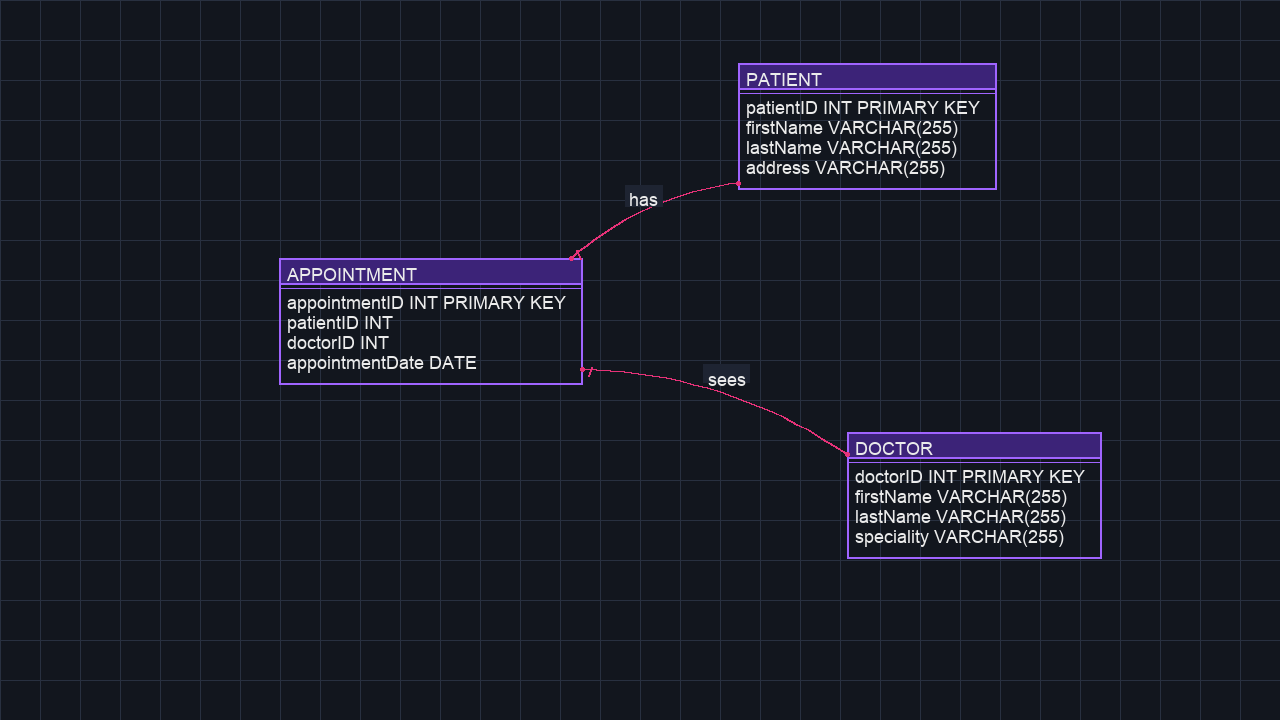 PATIENT
patientID INT PRIMARY KEY
firstName VARCHAR(255)
lastName VARCHAR(255)
address VARCHAR(255)
has
APPOINTMENT
appointmentID INT PRIMARY KEY
patientID INT
doctorID INT
appointmentDate DATE
sees
DOCTOR
doctorID INT PRIMARY KEY
firstName VARCHAR(255)
lastName VARCHAR(255)
speciality VARCHAR(255)